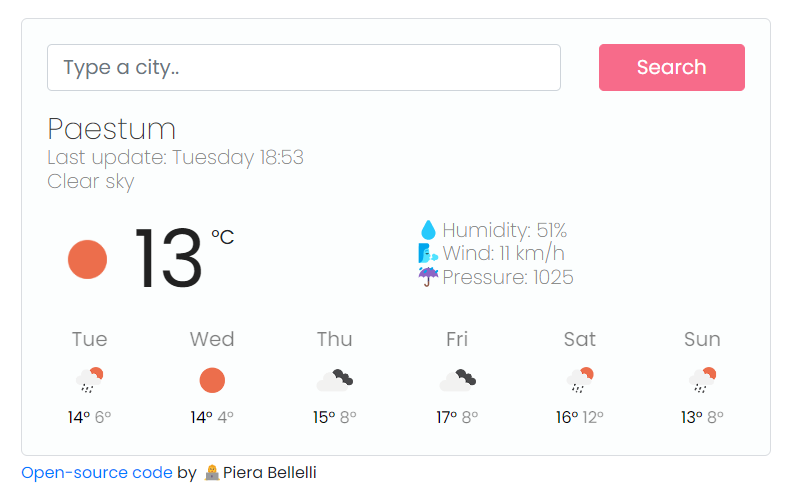 Type a city..
Search
Paestum
Last update: Tuesday 18:53
Clear sky
13 °C
Humidity: 51%
Wind: 11 km/h
Pressure: 1025
Tue Wed Thu Fri Sat Sun
14° 6° 14° 4° 15° 8° 17° 8° 16° 12° 13° 8°
Open-source code by Piera Bellelli